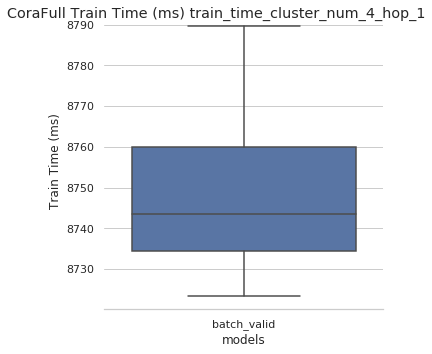 CoraFull Train Time (ms) train_time_cluster_num_4_hop_1
8790
8780
8770
8760
8750
8740
8730
Train Time (ms)
batch_valid
models